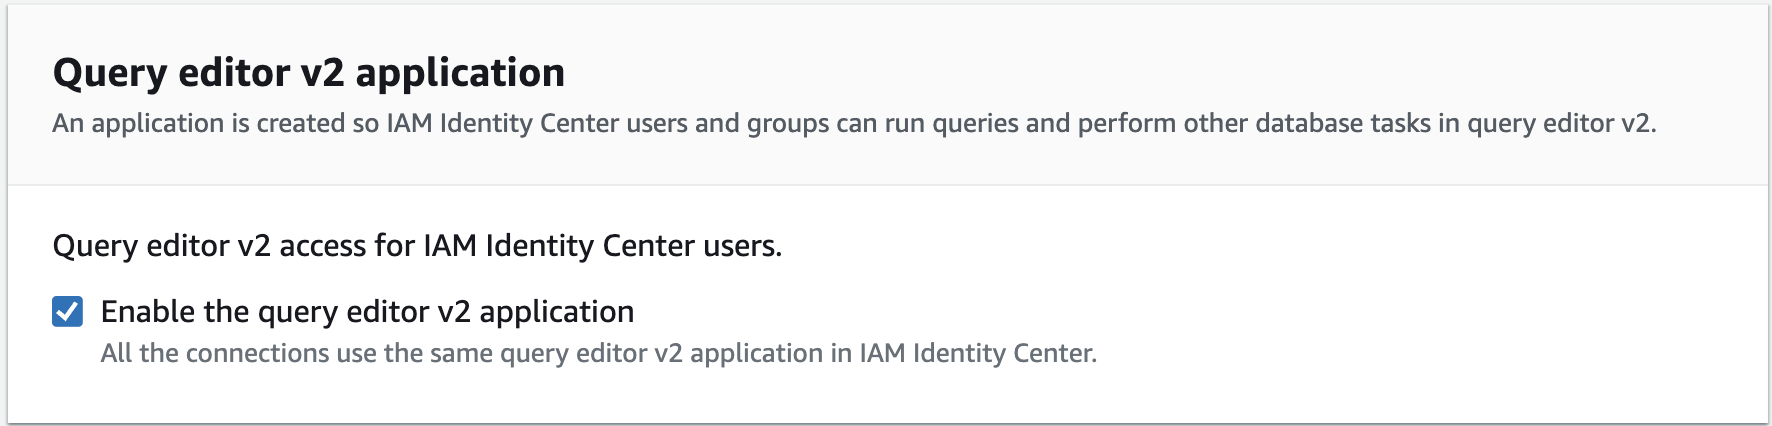 Query editor v2 application
An application is created so IAM Identity Center users and groups can run queries and perform other database tasks in query editor v2.
Query editor v2 access for IAM Identity Center users.
Enable the query editor v2 application
All the connections use the same query editor v2 application in IAM Identity Center.